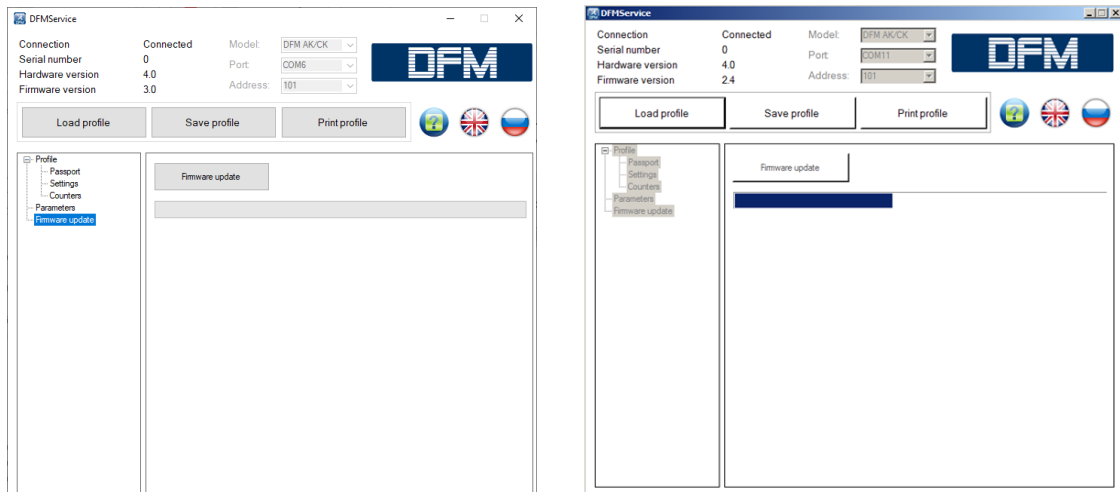 DFMService
Connection Connected Model: DFM AK/CK
Serial number 0
Port: COM6
Hardware version 4.0
Address: 101
Firmware version 3.0
DFM
Load profile Save profile Print profile
Profile
Passport
Settings
Counters
Parameters
Firmware update
Firmware update
DFMService
Connection Connected Model: DFM AK/CK
Serial number 0
Port: COM11
Hardware version 4.0
Address: 101
Firmware version 2.4
DFM
Load profile Save profile Print profile
Profile
Passport
Settings
Counters
Parameters
Firmware update
Firmware update